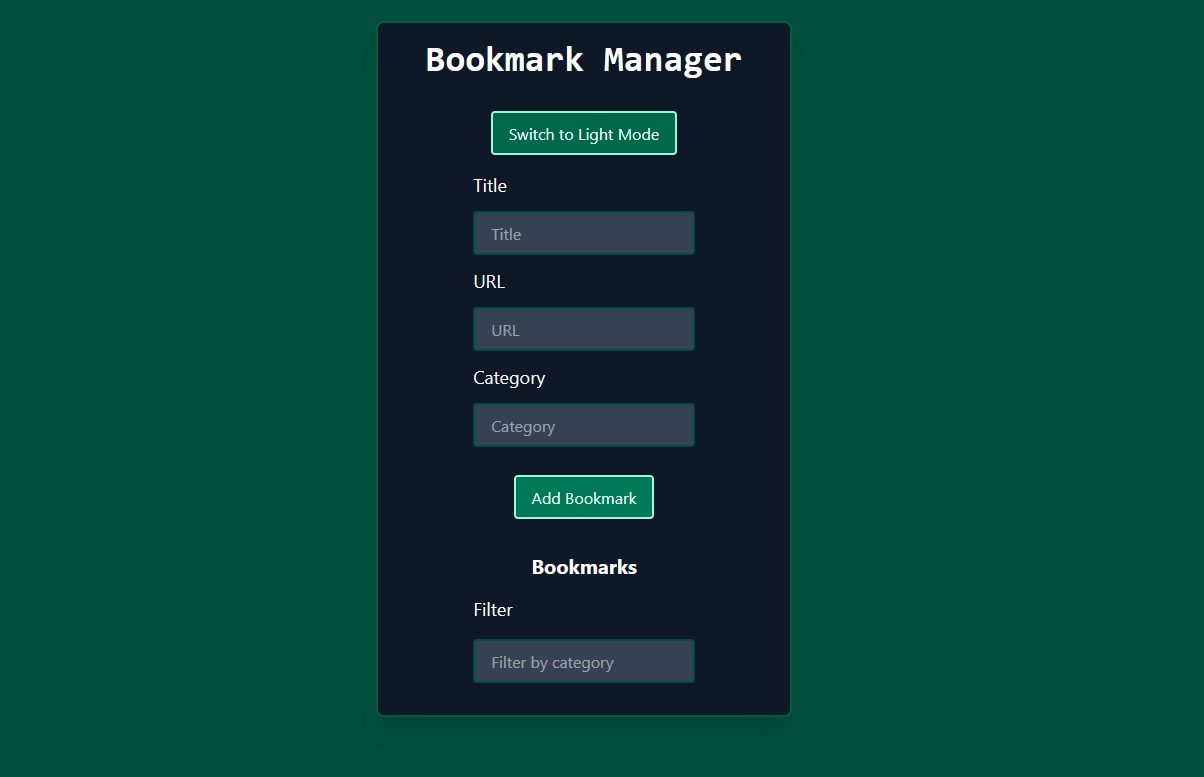 Bookmark Manager
Switch to Light Mode
Title
Title
URL
URL
Category
Category
Add Bookmark
Bookmarks
Filter
Filter by category